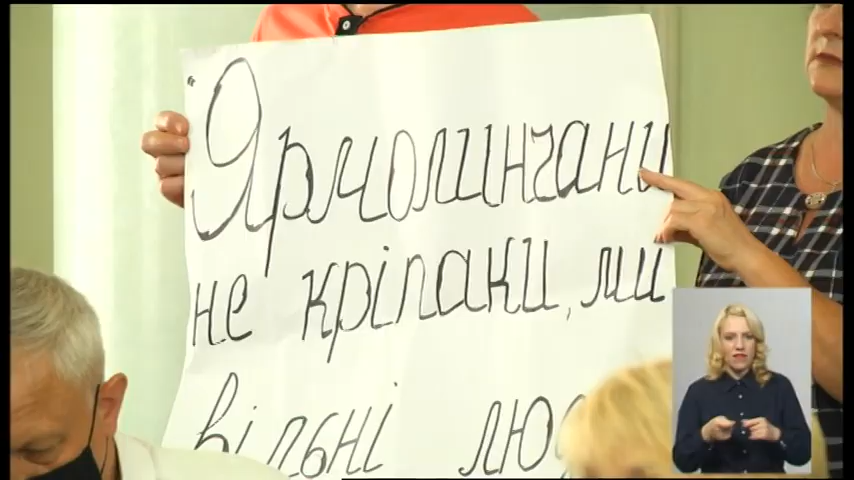 "Ярмолинчани
не кріпаки, ми
вільні